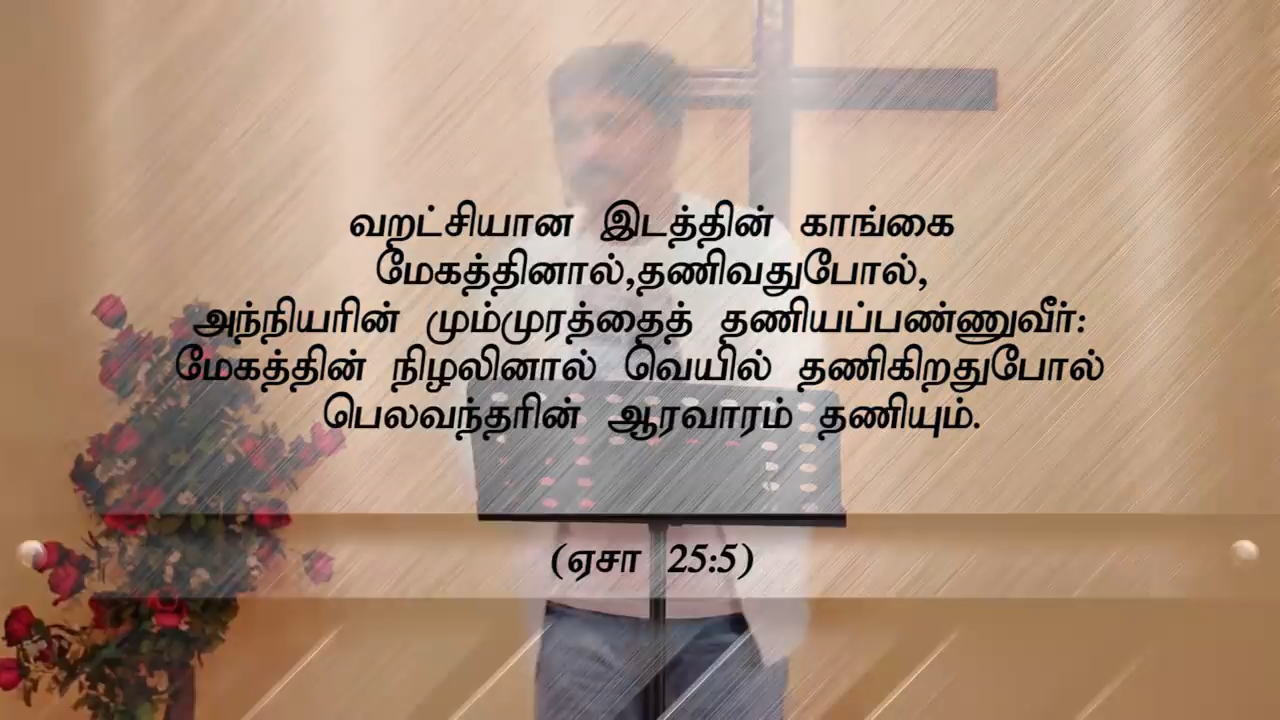 வறட்சியான இடத்தின் காங்கை
மேகத்தினால்,தணிவதுபோல்,
அந்நியரின் மும்முரத்தைத் தணியப்பண்ணுவீர்:
மேகத்தின் நிழலினால் வெயில் தணிகிறதுபோல்
பெலவந்தரின் ஆரவாரம் தணியும்.
(ஏசா 25:5)